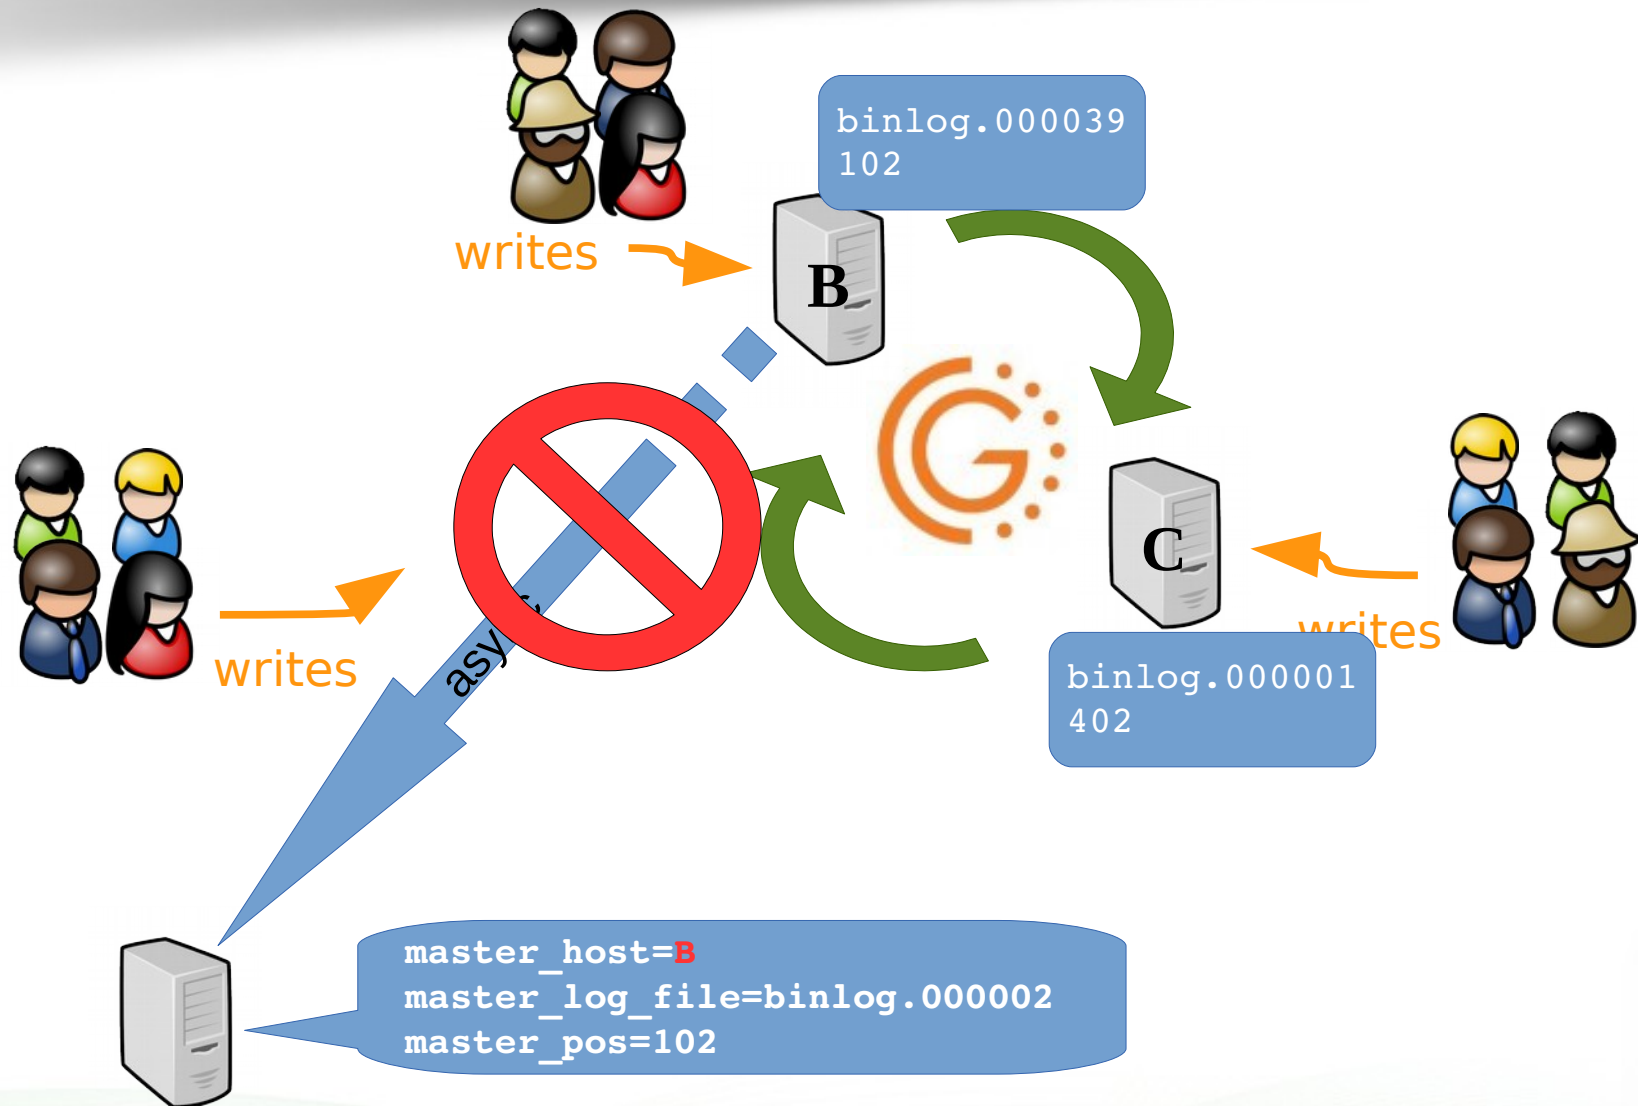 binlog.000039
102
writes
B
C
writes
writes
binlog.000001
402
master_host=B
master_log_file=binlog.000002
master_pos=102